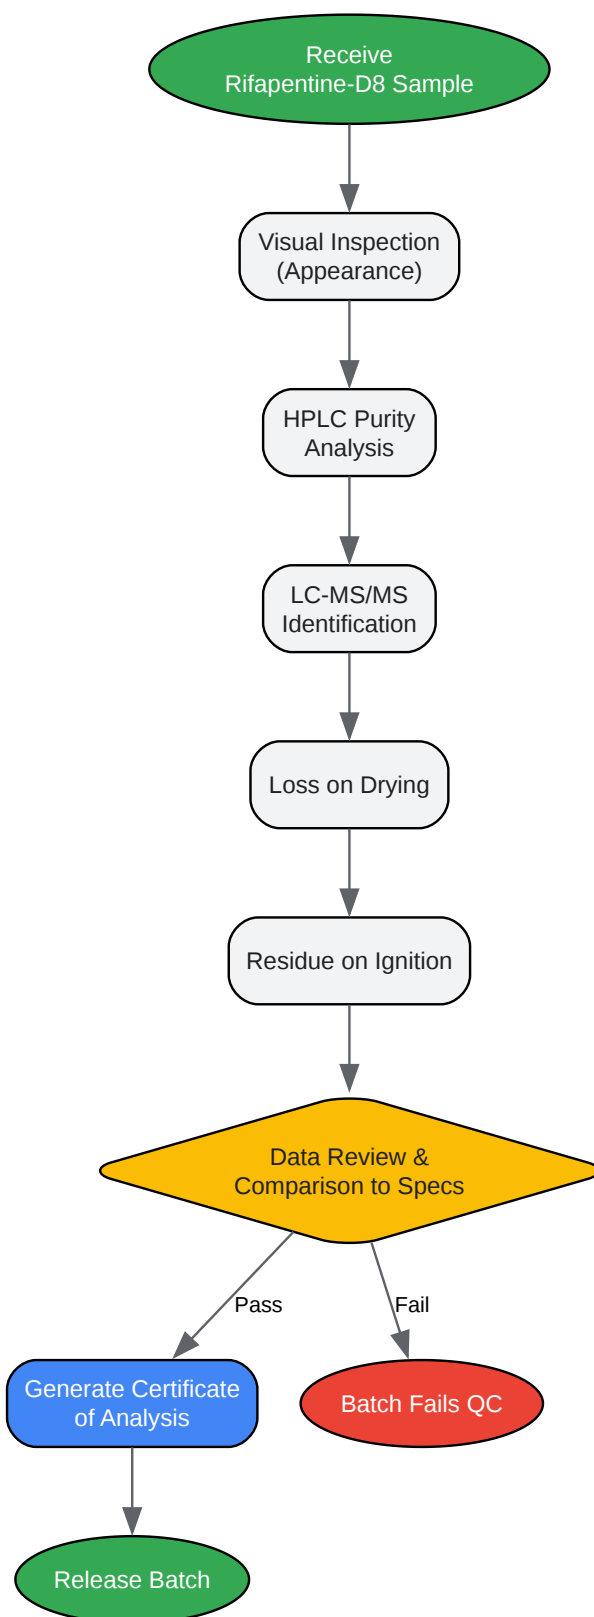 Receive
Rifapentine-D8 Sample
Visual Inspection
(Appearance)
HPLC Purity
Analysis
LC-MS/MS
Identification
Loss on Drying
Residue on Ignition
Data Review &
Comparison to Specs
Pass
Fail
Generate Certificate
of Analysis
Batch Fails QC
Release Batch